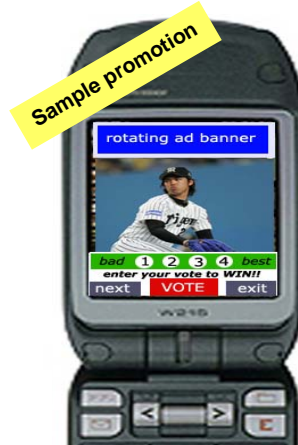 Sample promotion
rotating ad banner
Tigers
bad 1 2 3 4 best
enter your vote to WIN!!
next VOTE exit
W21S
E